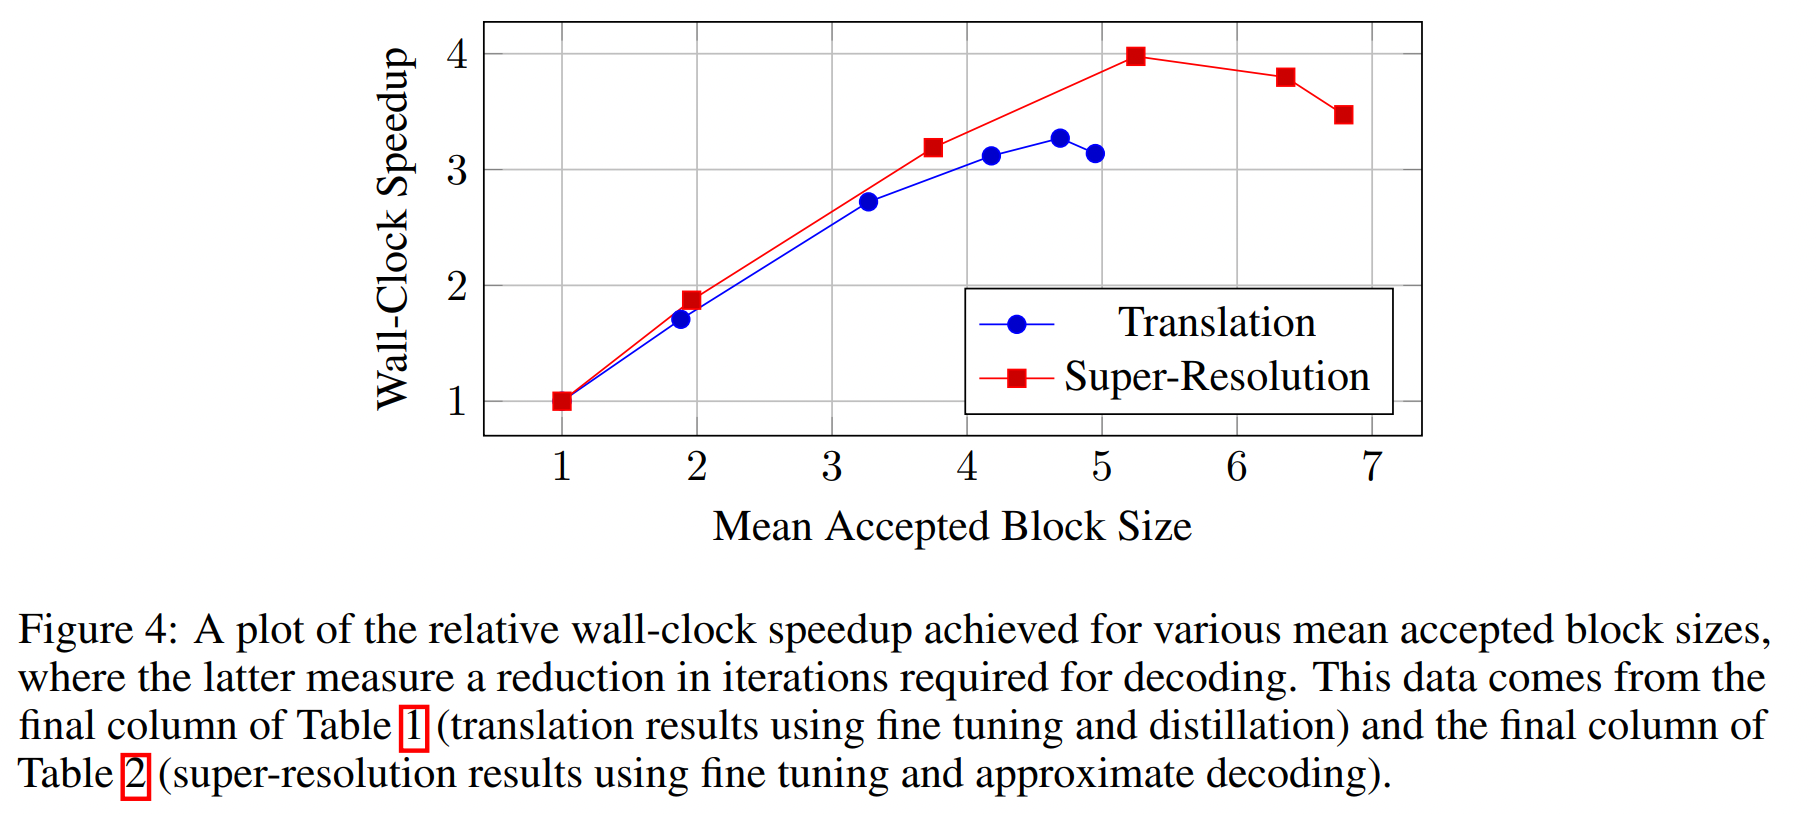 Wall-Clock Speedup
4
3
2
1
Translation
Super-Resolution
1 2 3 4 5 6 7
Mean Accepted Block Size
Figure 4: A plot of the relative wall-clock speedup achieved for various mean accepted block sizes,
where the latter measure a reduction in iterations required for decoding. This data comes from the
final column of Table 1 (translation results using fine tuning and distillation) and the final column of
Table 2 (super-resolution results using fine tuning and approximate decoding).